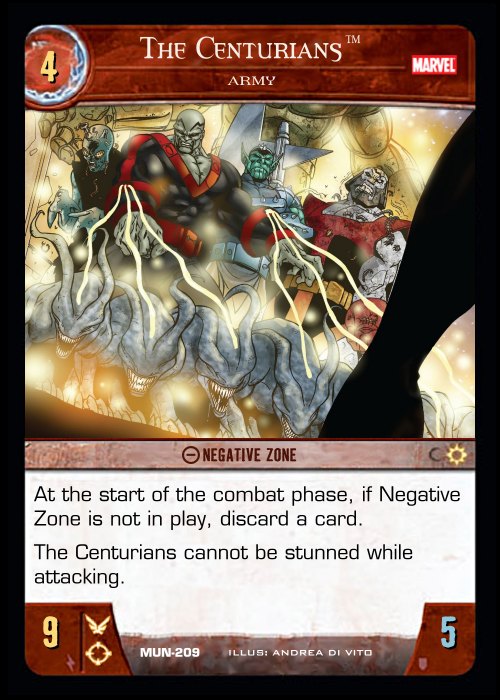 4
The Centurians™
ARMY
MARVEL
NEGATIVE ZONE
C
At the start of the combat phase, if Negative
Zone is not in play, discard a card.
The Centurians cannot be stunned while
attacking.
9
MUN-209
ILLUS: ANDREA DI VITO
5